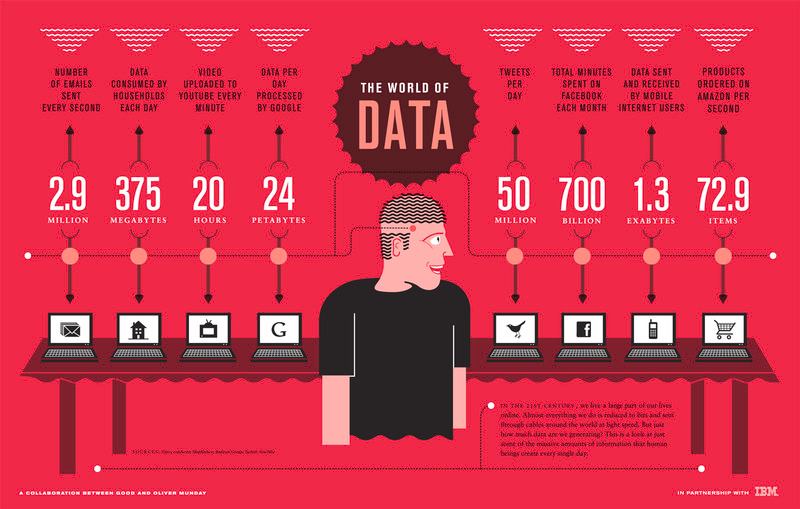 THE WORLD OF
DATA
NUMBER
OF EMAILS
SENT
EVERY SECOND
2.9
MILLION
DATA
CONSUMED BY
HOUSEHOLDS
EACH DAY
375
MEGABYTES
VIDEO
UPLOADED TO
YOUTUBE EVERY
MINUTE
20
HOURS
DATA PER
DAY
PROCESSED
BY GOOGLE
24
PETABYTES
TWEETS
PER
DAY
50
MILLION
TOTAL MINUTES
SPENT ON
FACEBOOK
EACH MONTH
700
BILLION
DATA SENT
AND RECEIVED
BY MOBILE
INTERNET USERS
1.3
EXABYTES
PRODUCTS
ORDERED ON
AMAZON PER
SECOND
72.9
ITEMS
G
f
IN THE 21ST CENTURY, we live a large part of our lives
online. Almost everything we do is reduced to bits and sent
through cables around the world at light speed. But just
how much data are we generating? This is a look at just
some of the massive amounts of information that human
beings create every single day.
SOURCES:
A COLLABORATION BETWEEN GOOD AND OLIVER MUNDAY
IN PARTNERSHIP WITH IBM